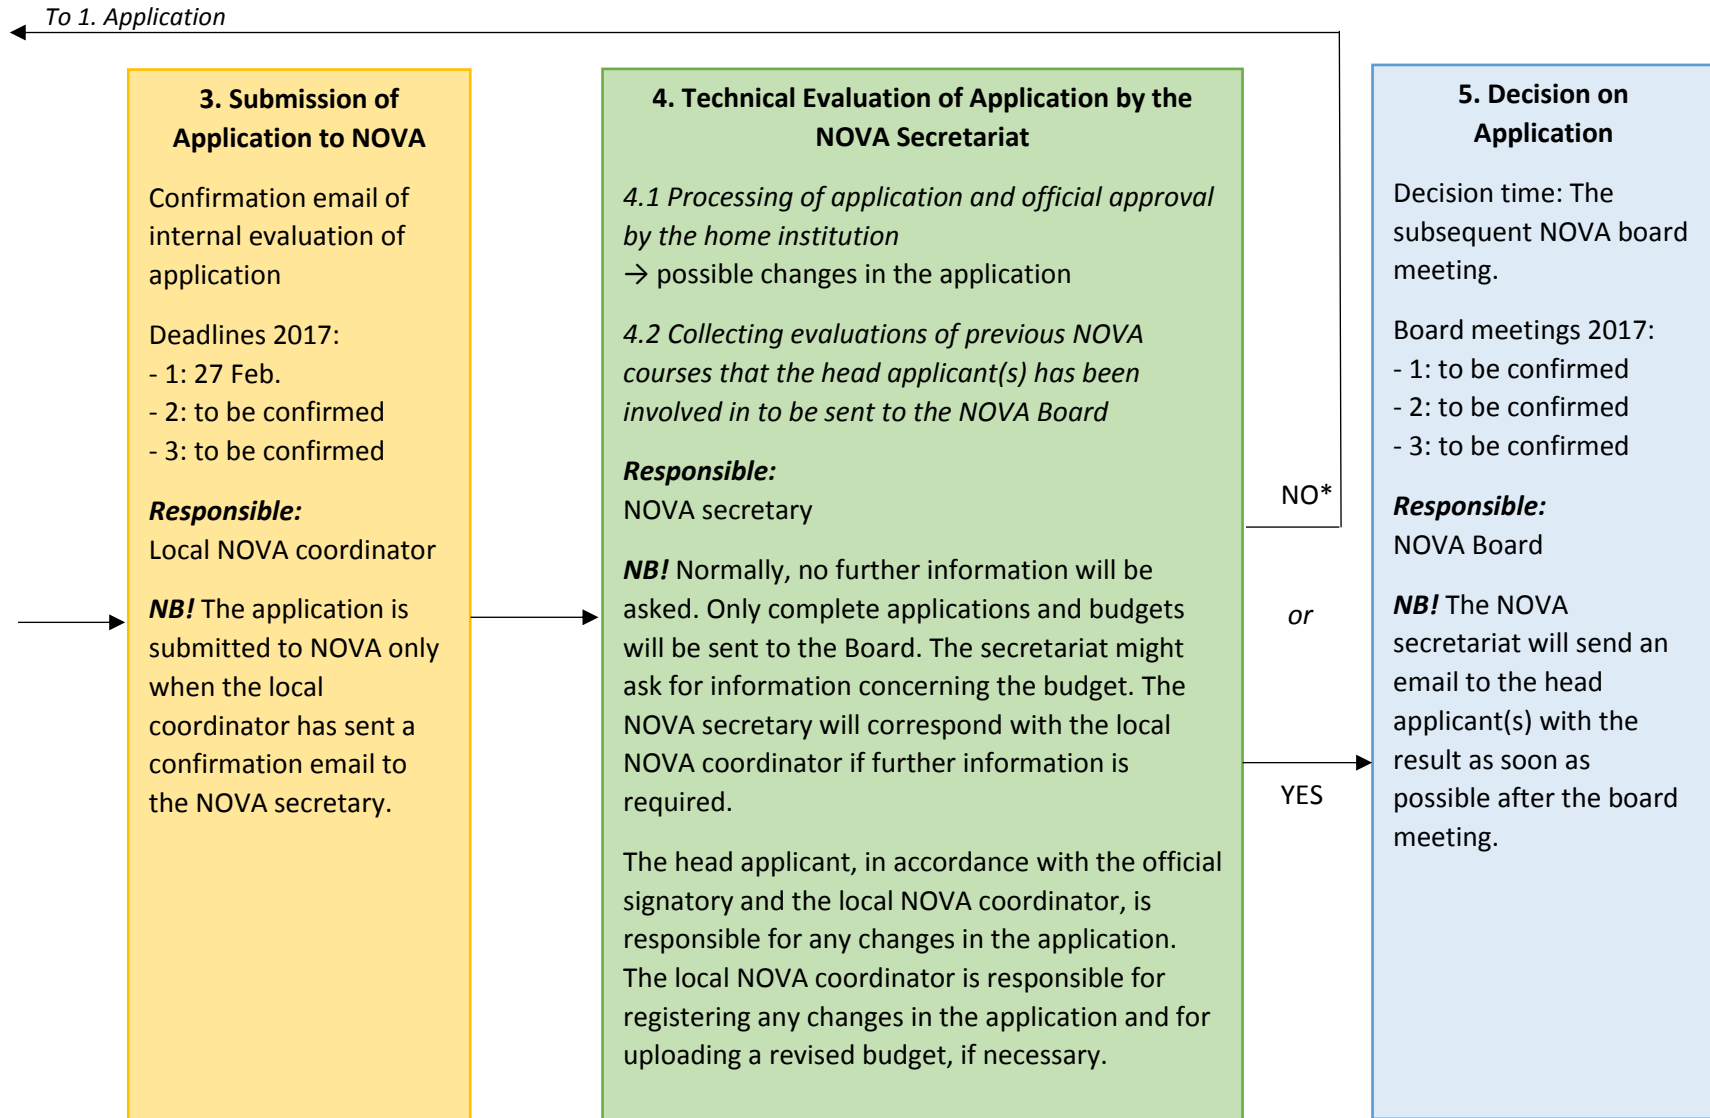 To 1. Application
3. Submission of
Application to NOVA
Confirmation email of
internal evaluation of
application
Deadlines 2017:
- 1: 27 Feb.
- 2: to be confirmed
- 3: to be confirmed
Responsible:
Local NOVA coordinator
NB! The application is
submitted to NOVA only
when the local
coordinator has sent a
confirmation email to
the NOVA secretary.
4. Technical Evaluation of Application by the
NOVA Secretariat
4.1 Processing of application and official approval
by the home institution
→ possible changes in the application
4.2 Collecting evaluations of previous NOVA
courses that the head applicant(s) has been
involved in to be sent to the NOVA Board
Responsible:
NOVA secretary
NB! Normally, no further information will be
asked. Only complete applications and budgets
will be sent to the Board. The secretariat might
ask for information concerning the budget. The
NOVA secretary will correspond with the local
NOVA coordinator if further information is
required.
The head applicant, in accordance with the official
signatory and the local NOVA coordinator, is
responsible for any changes in the application.
The local NOVA coordinator is responsible for
registering any changes in the application and for
uploading a revised budget, if necessary.
NO*
or
YES
5. Decision on
Application
Decision time: The
subsequent NOVA board
meeting.
Board meetings 2017:
- 1: to be confirmed
- 2: to be confirmed
- 3: to be confirmed
Responsible:
NOVA Board
NB! The NOVA
secretariat will send an
email to the head
applicant(s) with the
result as soon as
possible after the board
meeting.